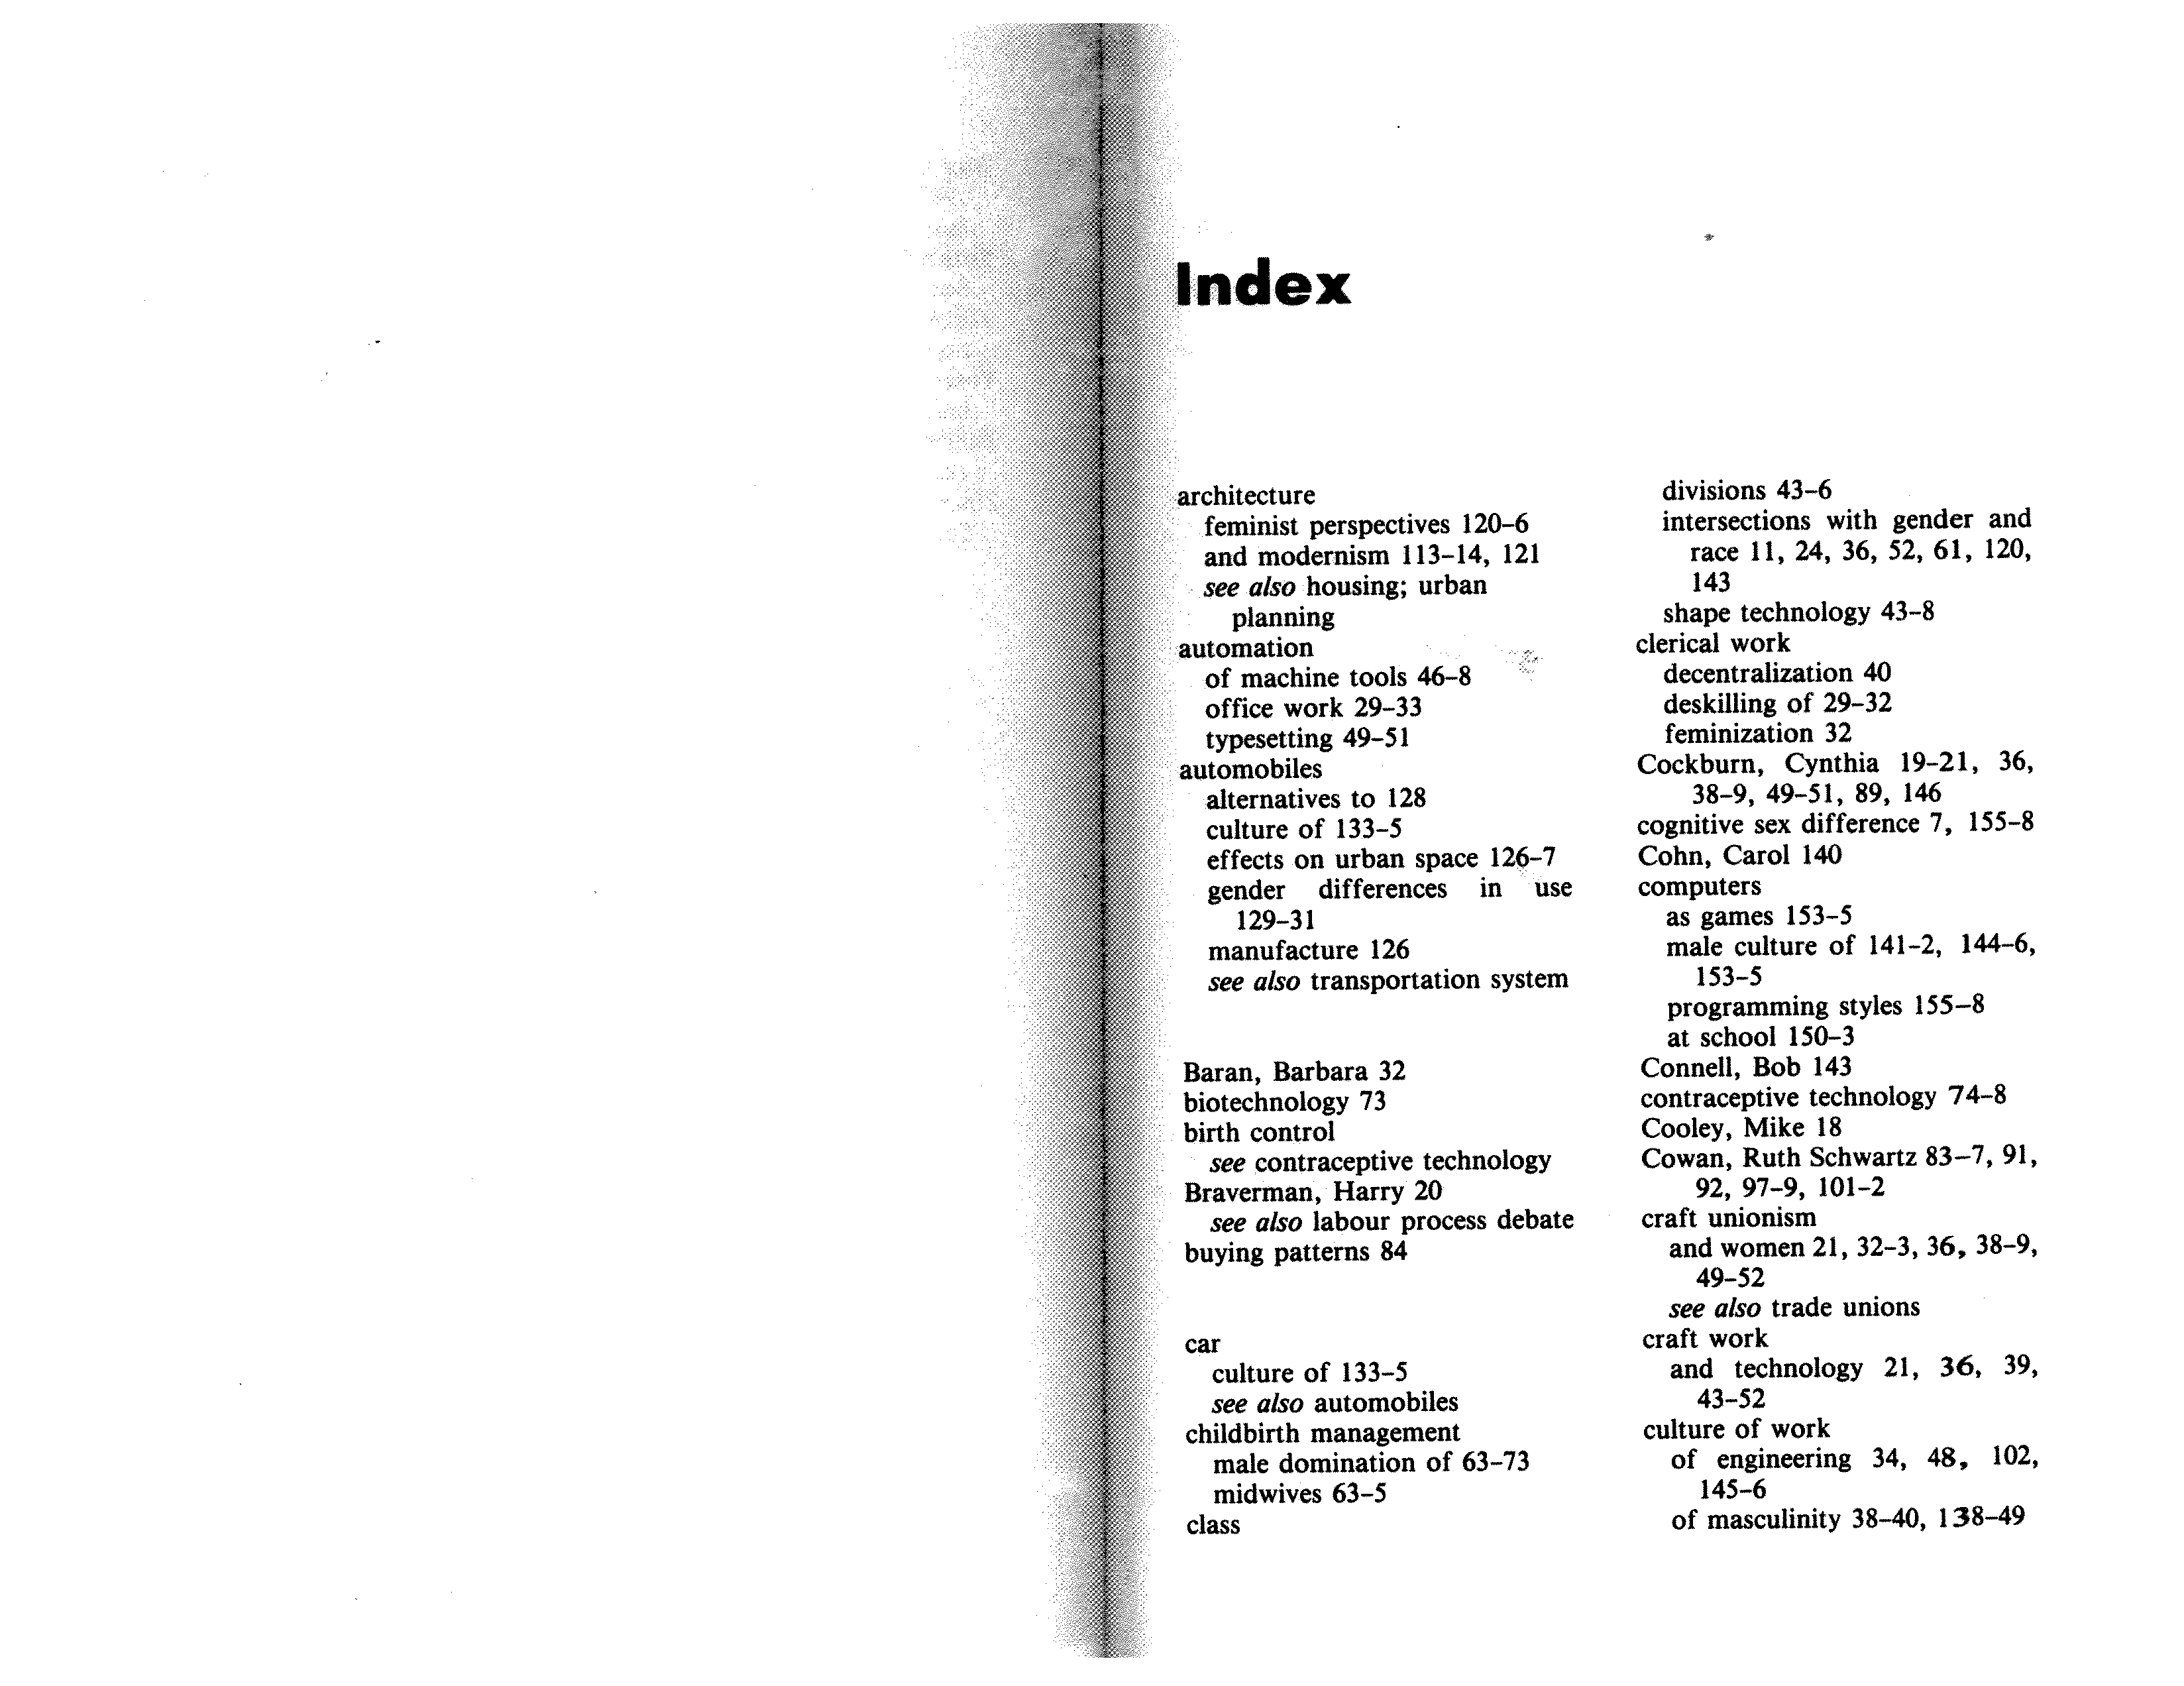 Index
architecture
feminist perspectives 120–6
and modernism 113–14, 121
see also housing; urban
planning
automation
of machine tools 46–8
office work 29–33
typesetting 49–51
automobiles
alternatives to 128
culture of 133–5
effects on urban space 126–7
gender differences in use
129–31
manufacture 126
see also transportation system
Baran, Barbara 32
biotechnology 73
birth control
see contraceptive technology
Braverman, Harry 20
see also labour process debate
buying patterns 84
car
culture of 133–5
see also automobiles
childbirth management
male domination of 63–73
midwives 63–5
class
divisions 43–6
intersections with gender and
race 11, 24, 36, 52, 61, 120,
143
shape technology 43–8
clerical work
decentralization 40
deskilling of 29–32
feminization 32
Cockburn, Cynthia 19–21, 36,
38–9, 49–51, 89, 146
cognitive sex difference 7, 155–8
Cohn, Carol 140
computers
as games 153–5
male culture of 141–2, 144–6,
153–5
programming styles 155–8
at school 150–3
Connell, Bob 143
contraceptive technology 74–8
Cooley, Mike 18
Cowan, Ruth Schwartz 83–7, 91,
92, 97–9, 101–2
craft unionism
and women 21, 32–3, 36, 38–9,
49–52
see also trade unions
craft work
and technology 21, 36, 39,
43–52
culture of work
of engineering 34, 48, 102,
145–6
of masculinity 38–40, 138–49